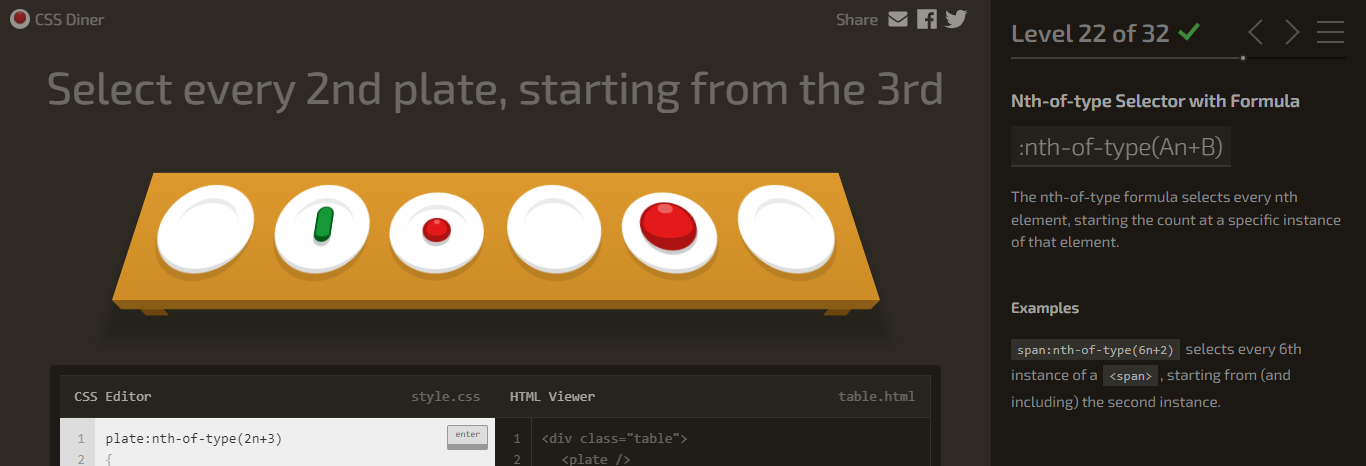 CSS Diner
Share
Level 22 of 32
Select every 2nd plate, starting from the 3rd
Nth-of-type Selector with Formula
:nth-of-type(An+B)
The nth-of-type formula selects every nth
element, starting the count at a specific instance
of that element.
Examples
span:nth-of-type(6n+2) selects every 6th
instance of a <span> , starting from (and
including) the second instance.
CSS Editor
style.css
HTML Viewer
table.html
1 plate:nth-of-type(2n+3)
enter
2 {
1 <div class="table">
2 <plate />